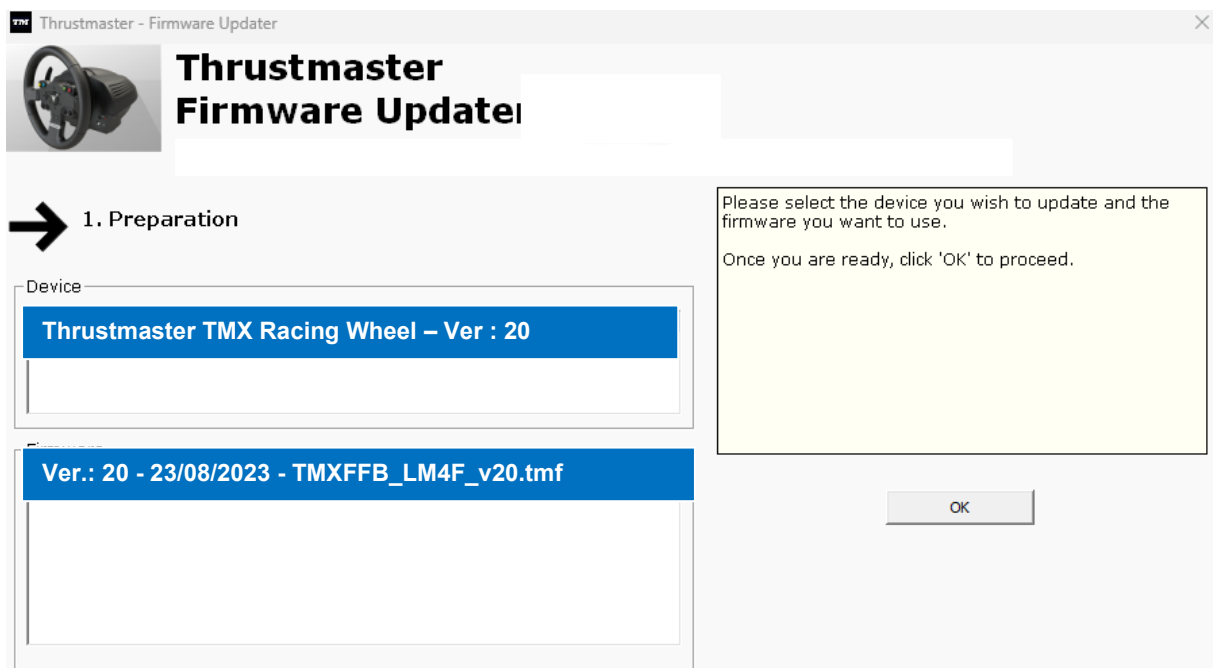 TM Thrustmaster - Firmware Updater
Thrustmaster
Firmware Updater
1. Preparation
Please select the device you wish to update and the
firmware you want to use.
Once you are ready, click 'OK' to proceed.
Device
Thrustmaster TMX Racing Wheel – Ver : 20
Ver.: 20 - 23/08/2023 - TMXFFB_LM4F_v20.tmf
OK